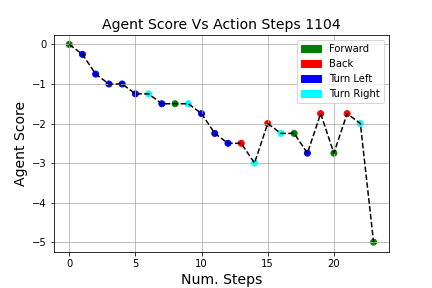 Agent Score Vs Action Steps 1104
Forward
Back
Turn Left
Turn Right
Agent Score
0
−1
−2
−3
−4
−5
0 5 10 15 20
Num. Steps